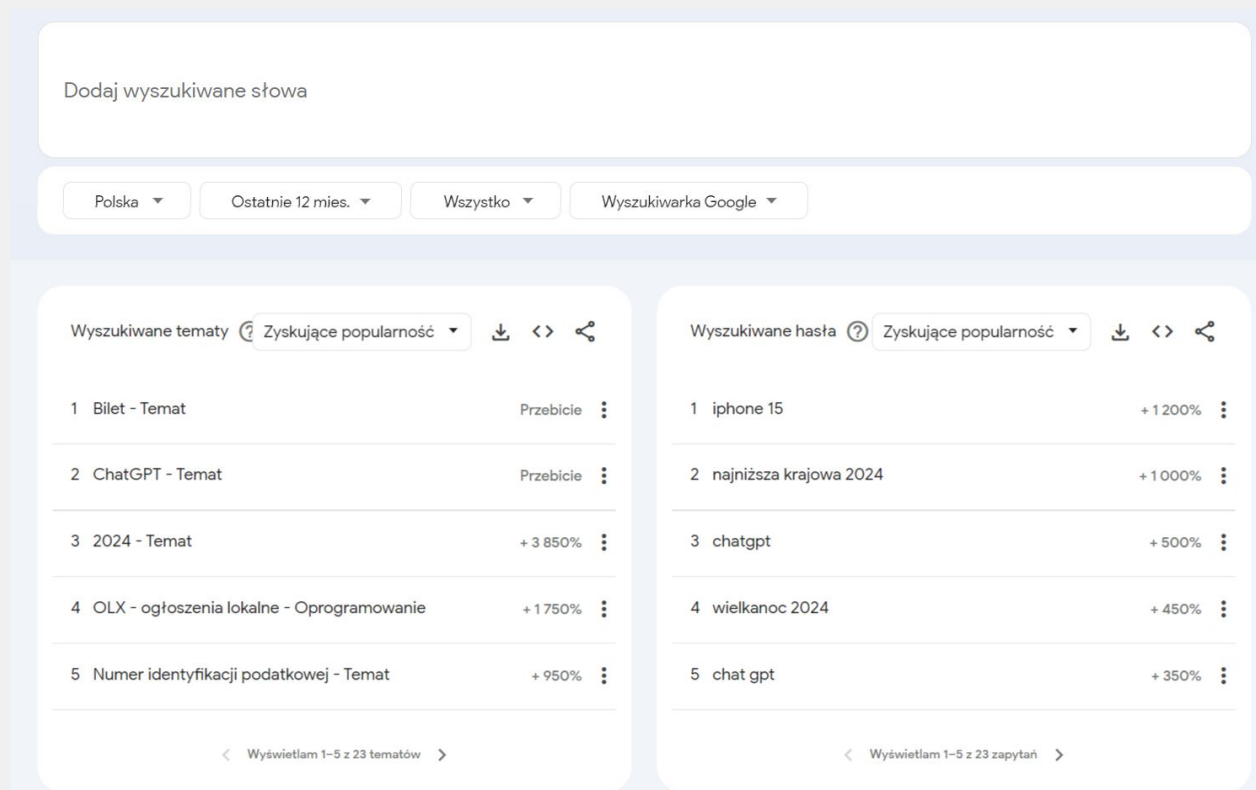 Dodaj wyszukiwane słowa
Polska Ostatnie 12 mies. Wszystko Wyszukiwarka Google
Wyszukiwane tematy Zyskujące popularność
1 Bilet - Temat Przebicie
2 ChatGPT - Temat Przebicie
3 2024 - Temat + 3 850%
4 OLX - ogłoszenia lokalne - Oprogramowanie + 1 750%
5 Numer identyfikacji podatkowej - Temat + 950%
Wyświetlam 1–5 z 23 tematów
Wyszukiwane hasła ? Zyskujące popularność
1 iphone 15 + 1 200%
2 najniższa krajowa 2024 + 1 000%
3 chatgpt + 500%
4 wielkanoc 2024 + 450%
5 chat gpt + 350%
Wyświetlam 1–5 z 23 zapytań